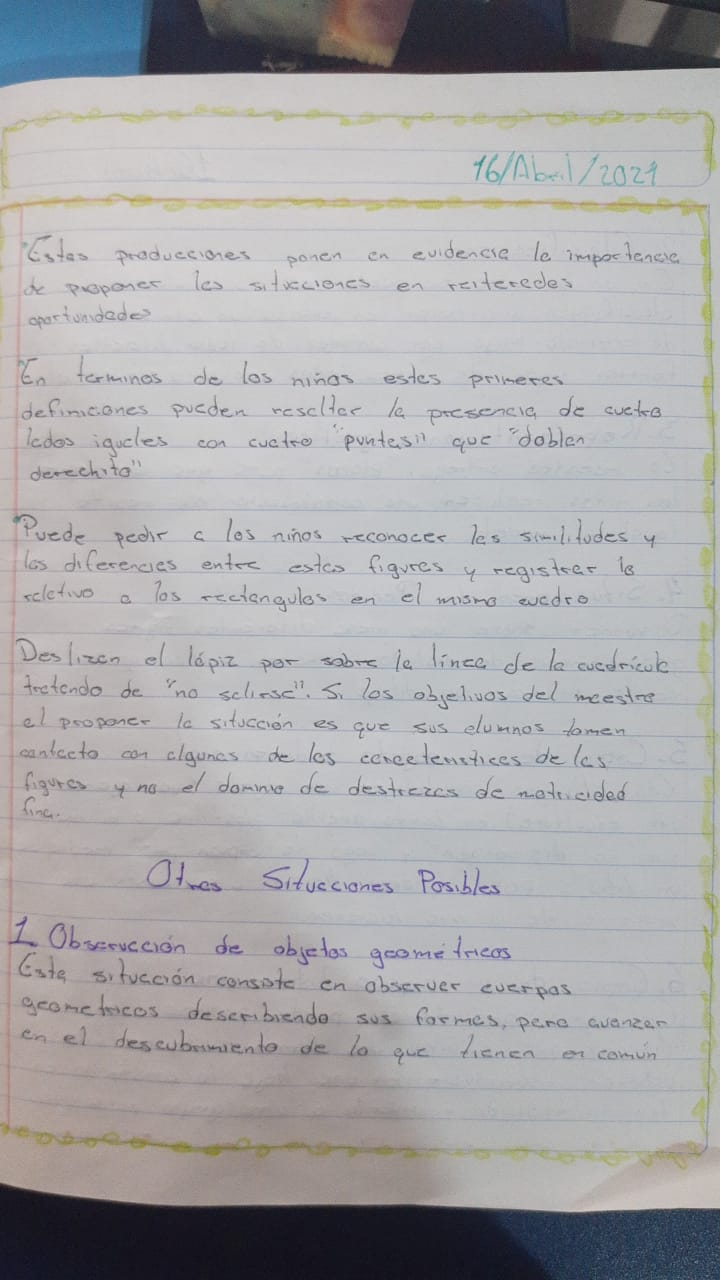 16/Abril/2021
Estas producciones ponen en evidencia la importancia
de proponer las situaciones en reiteradas
oportunidades
En terminos de los niños estas primeras
definiciones pueden resaltar la presencia de cuatro
lados iguales con cuatro "puntas" que "doblan
derechito"
Puede pedir a los niños reconocer las similitudes y
las diferencias entre estas figuras y registrar lo
relativo a los rectangulos en el mismo cuadro
Deslizan el lápiz por sobre la línea de la cuadrícula
tratando de "no salirse". Si los objetivos del maestro
al proponer la situación es que sus alumnos tomen
contacto con algunas de las características de las
figuras y no el dominio de destrezas de motricidad
fina.
Otras Situaciones Posibles
1. Observación de objetos geométricos
Esta situación consiste en observar cuerpos
geometricos describiendo sus formas, para avanzar
en el descubrimiento de lo que tienen en común